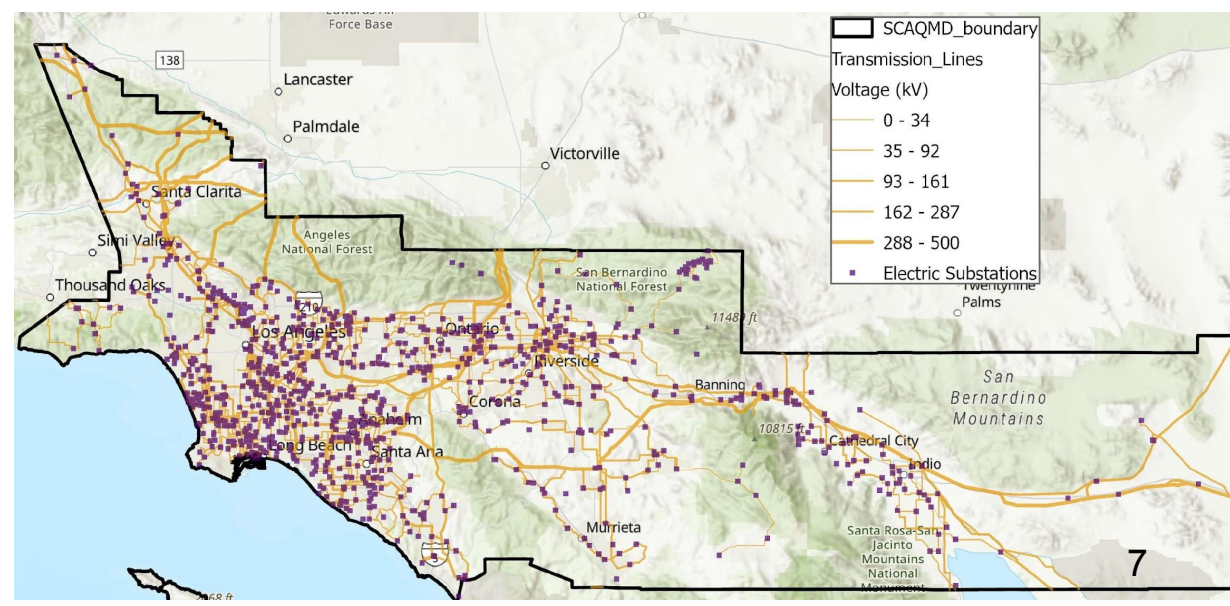 Edwards Air
Force Base
138
Lancaster
Palmdale
Victorville
Santa Clarita
Simi Valley
Angeles
National Forest
Thousand Oaks
210
Los Angeles
San Bernardino
National Forest
11489 ft
Ontario
Riverside
Corona
Banning
Anaheim
Long Beach
Santa Ana
10815 ft
Cathedral City
Indio
San
Bernardino
Mountains
Murrieta
Santa Rosa-San
Jacinto
Mountains
National
Monument
68 ft
7
SCAQMD_boundary
Transmission_Lines
Voltage (kV)
0 - 34
35 - 92
93 - 161
162 - 287
288 - 500
Electric Substations
Twentynine
Palms